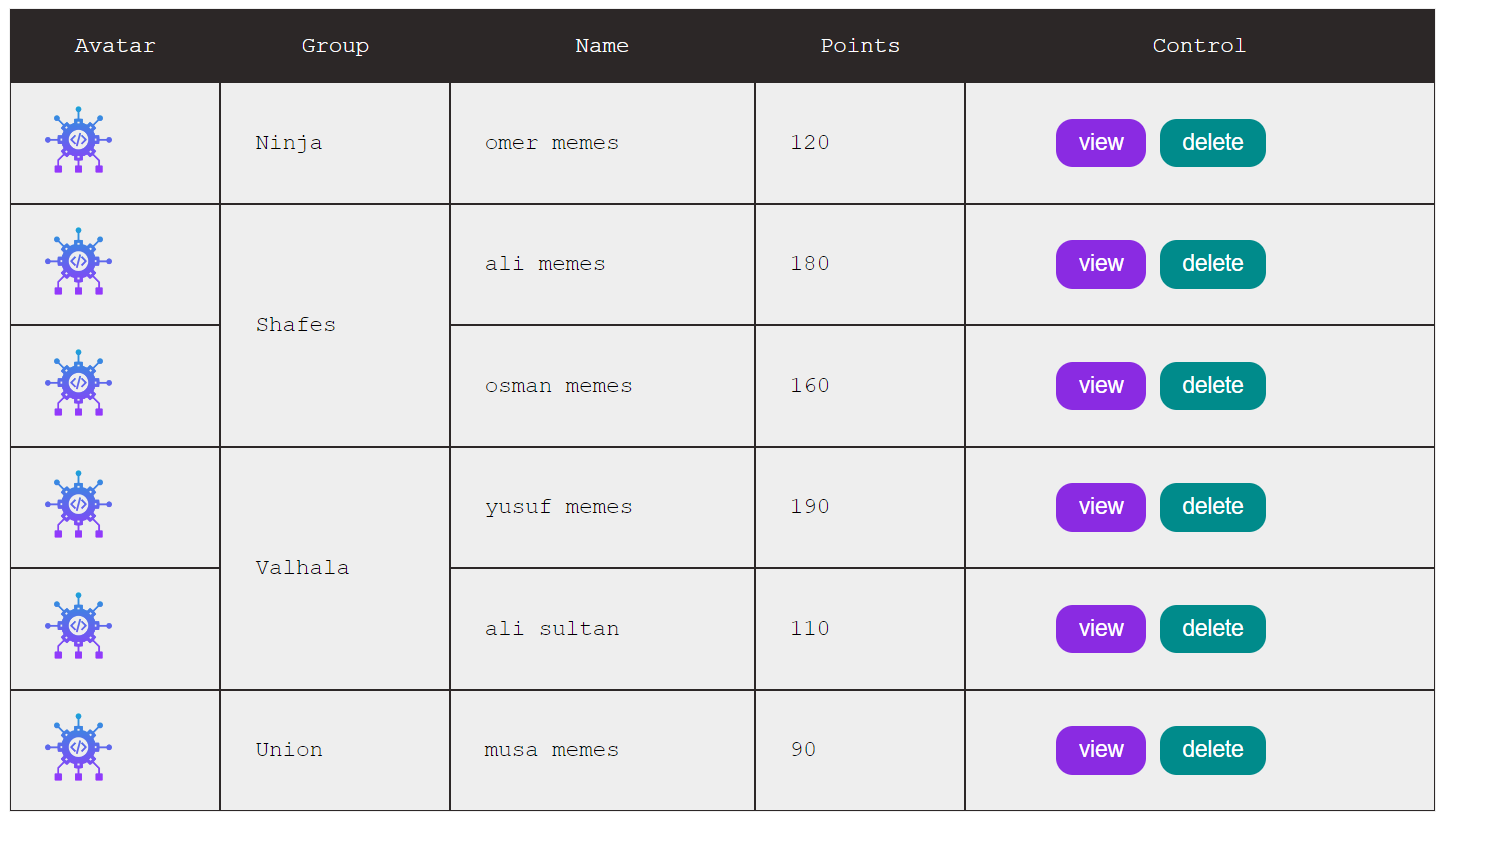 Avatar Group Name Points Control
Ninja omer memes 120 view delete
ali memes 180 view delete
Shafes
osman memes 160 view delete
yusuf memes 190 view delete
Valhala
ali sultan 110 view delete
Union musa memes 90 view delete